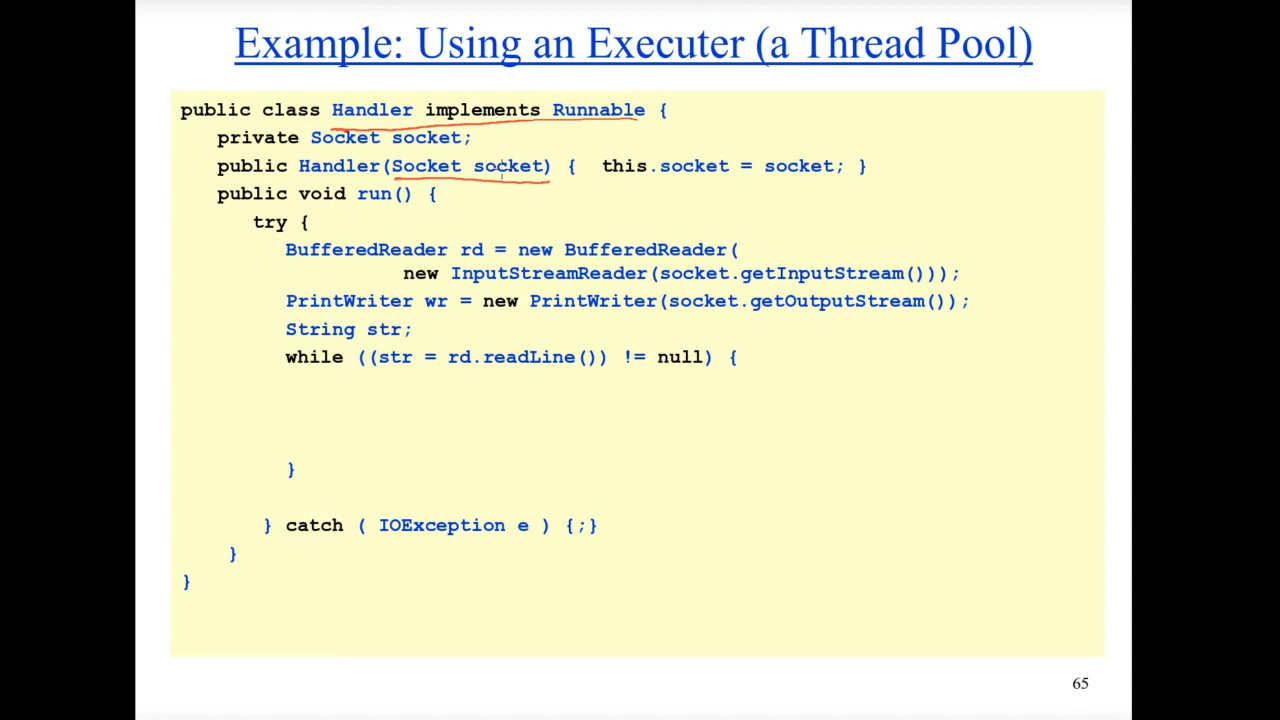 Example: Using an Executer (a Thread Pool)
public class Handler implements Runnable {
private Socket socket;
public Handler(Socket socket) { this.socket = socket; }
public void run() {
try {
BufferedReader rd = new BufferedReader(
new InputStreamReader(socket.getInputStream()));
PrintWriter wr = new PrintWriter(socket.getOutputStream());
String str;
while ((str = rd.readLine()) != null) {
}
} catch ( IOException e ) {;}
}
}
65